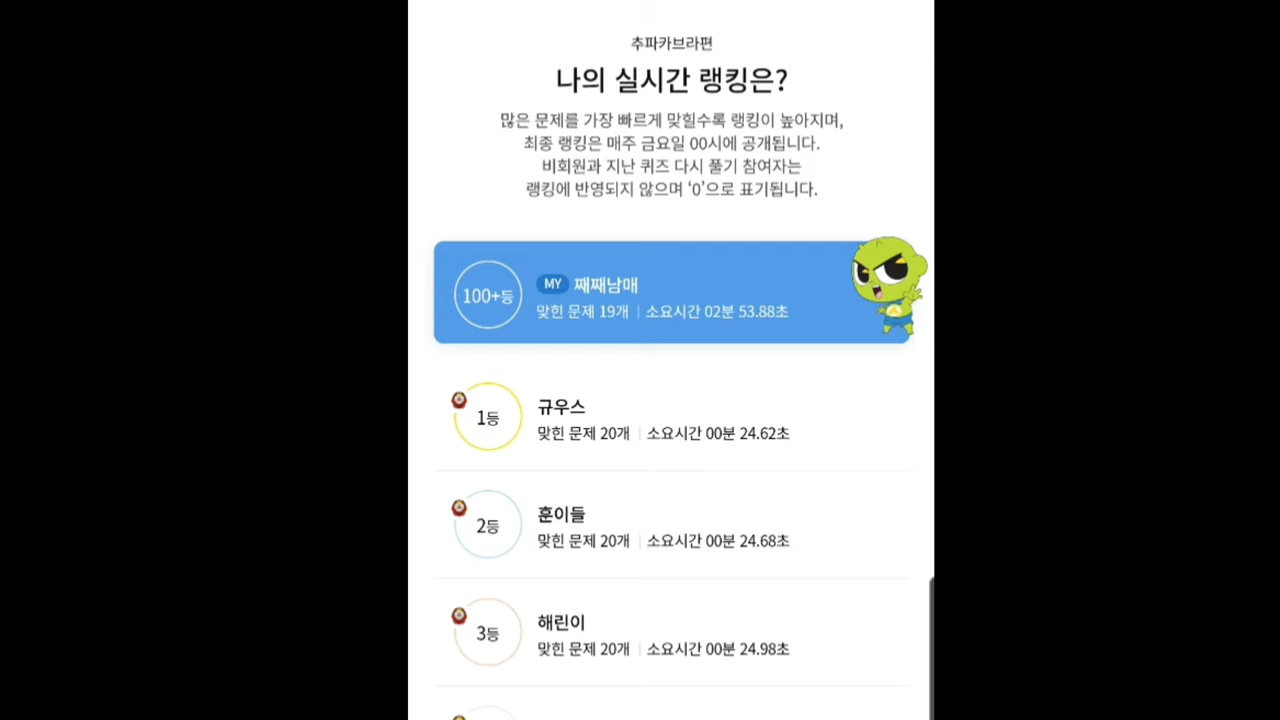 추파카브라편
나의 실시간 랭킹은?
많은 문제를 가장 빠르게 맞힐수록 랭킹이 높아지며,
최종 랭킹은 매주 금요일 00시에 공개됩니다.
비회원과 지난 퀴즈 다시 풀기 참여자는
랭킹에 반영되지 않으며 ‘0’으로 표기됩니다.
100+등
MY 째째남매
맞힌 문제 19개 | 소요시간 02분 53.88초
1등
규우스
맞힌 문제 20개 | 소요시간 00분 24.62초
2등
훈이들
맞힌 문제 20개 | 소요시간 00분 24.68초
3등
해린이
맞힌 문제 20개 | 소요시간 00분 24.98초